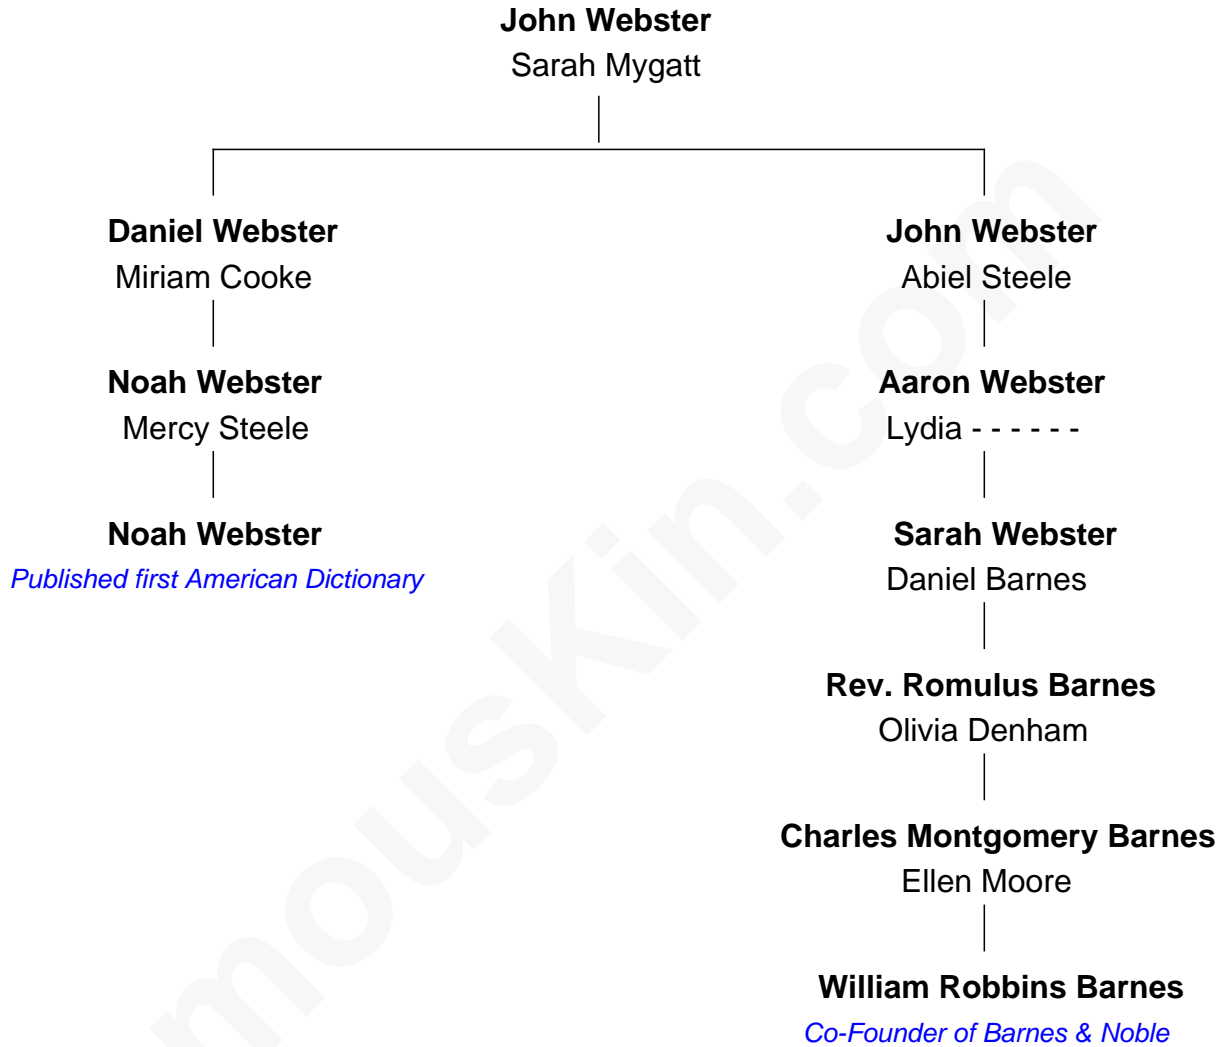 John Webster
Sarah Mygatt
Daniel Webster
Miriam Cooke
Noah Webster
Mercy Steele
Noah Webster
Published first American Dictionary
John Webster
Abiel Steele
Aaron Webster
Lydia - - - - - -
Sarah Webster
Daniel Barnes
Rev. Romulus Barnes
Olivia Denham
Charles Montgomery Barnes
Ellen Moore
William Robbins Barnes
Co-Founder of Barnes & Noble
mouskin.com